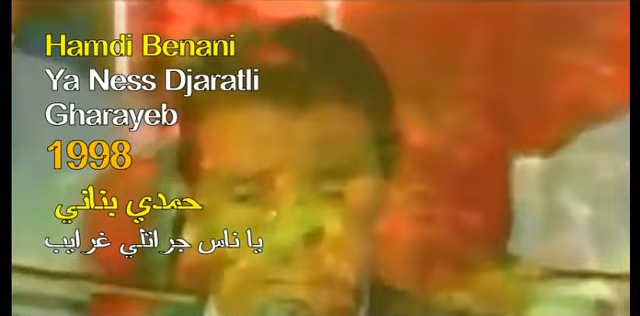 Hamdi Benani
Ya Ness Djaratli
Gharayeb
1998
حمدي بناني
يا ناس جراتلي غرايب